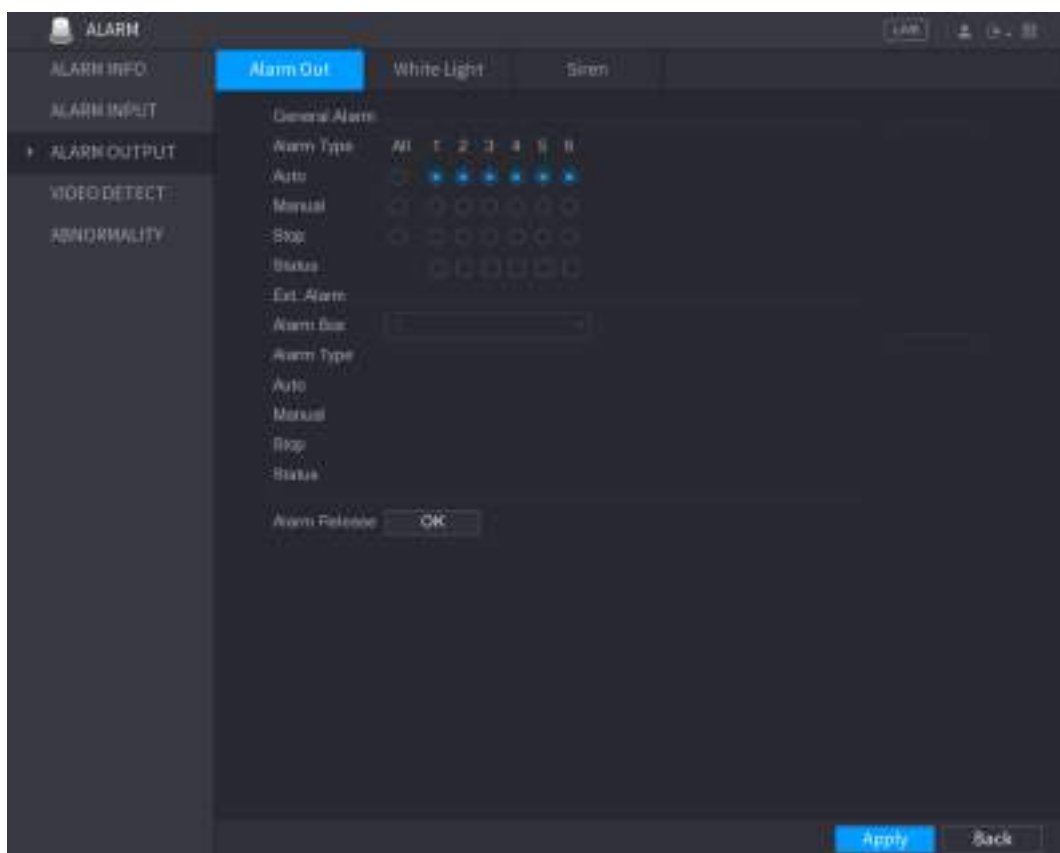 ALARM
LIVE
ALARM INFO
ALARM INPUT
ALARM OUTPUT
VIDEO DETECT
ABNORMALITY
Alarm Out White Light Siren
General Alarm
Alarm Type All 1 2 3 4 5 6
Auto
Manual
Stop
Status
Ext. Alarm
Alarm Box
Alarm Type
Auto
Manual
Stop
Status
Alarm Release OK
Apply Back